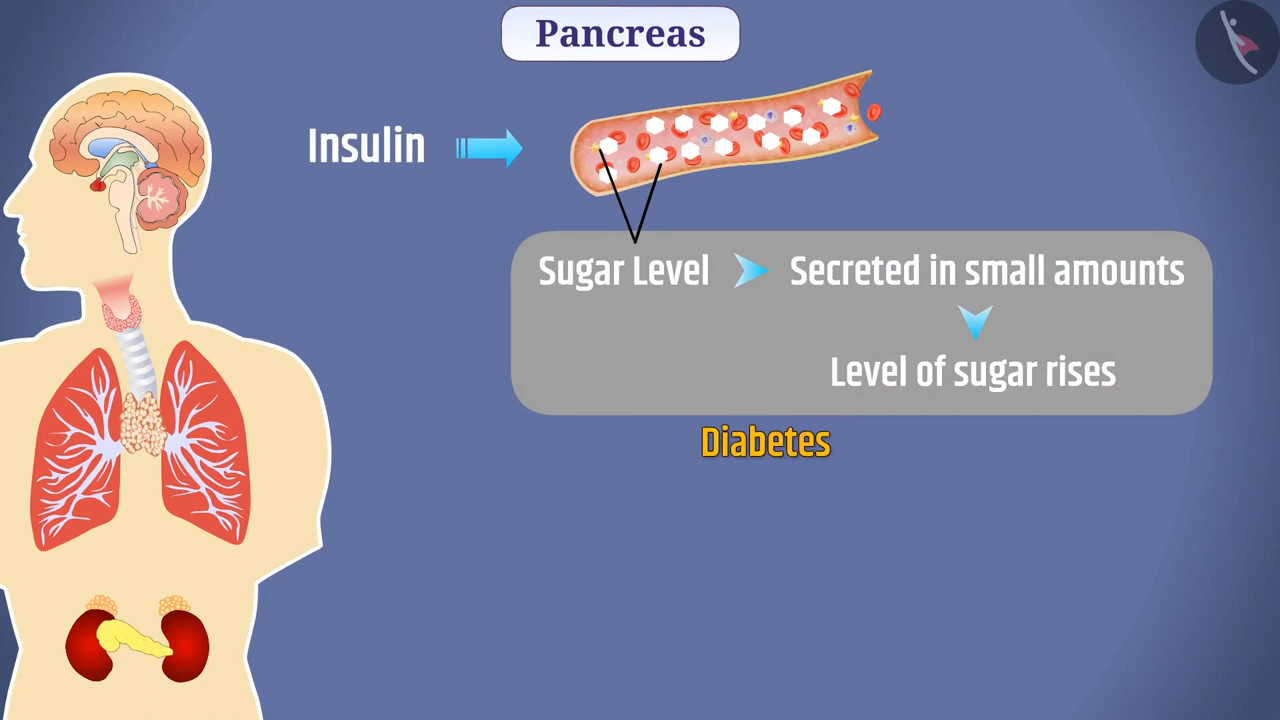 Pancreas
Insulin
Sugar Level
Secreted in small amounts
Level of sugar rises
Diabetes